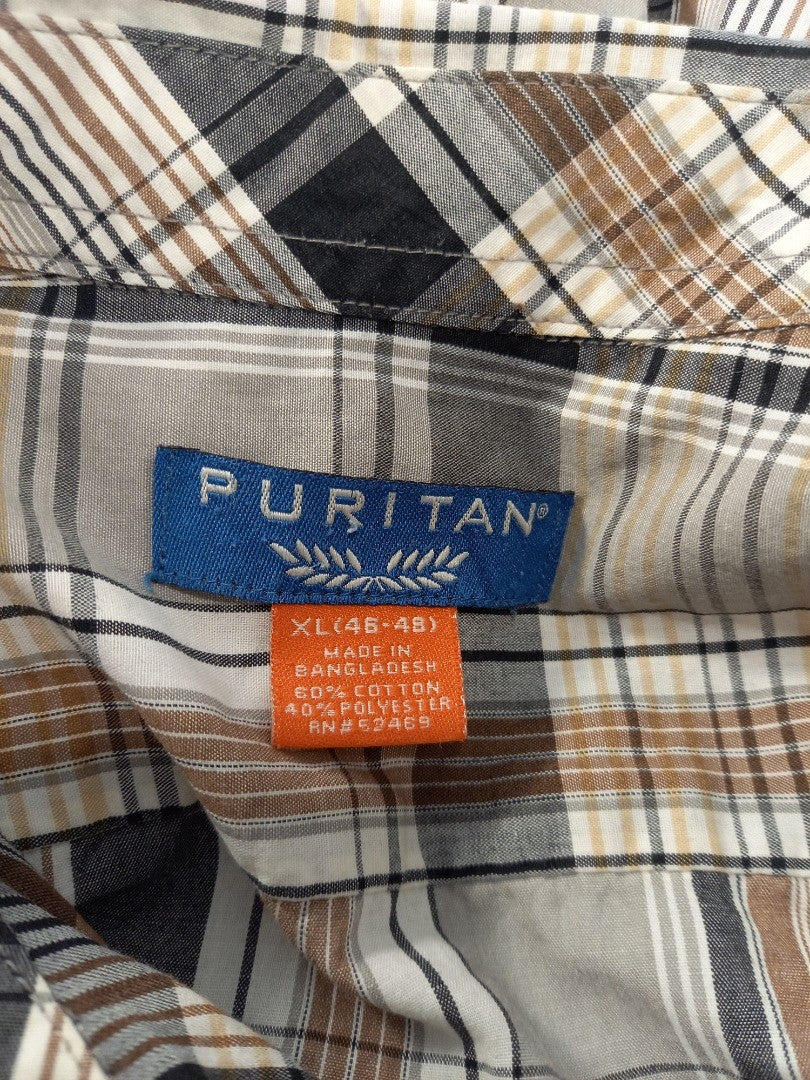 PURITAN®
XL(46-48)
MADE IN
BANGLADESH
60% COTTON
40% POLYESTER
RN# 52469